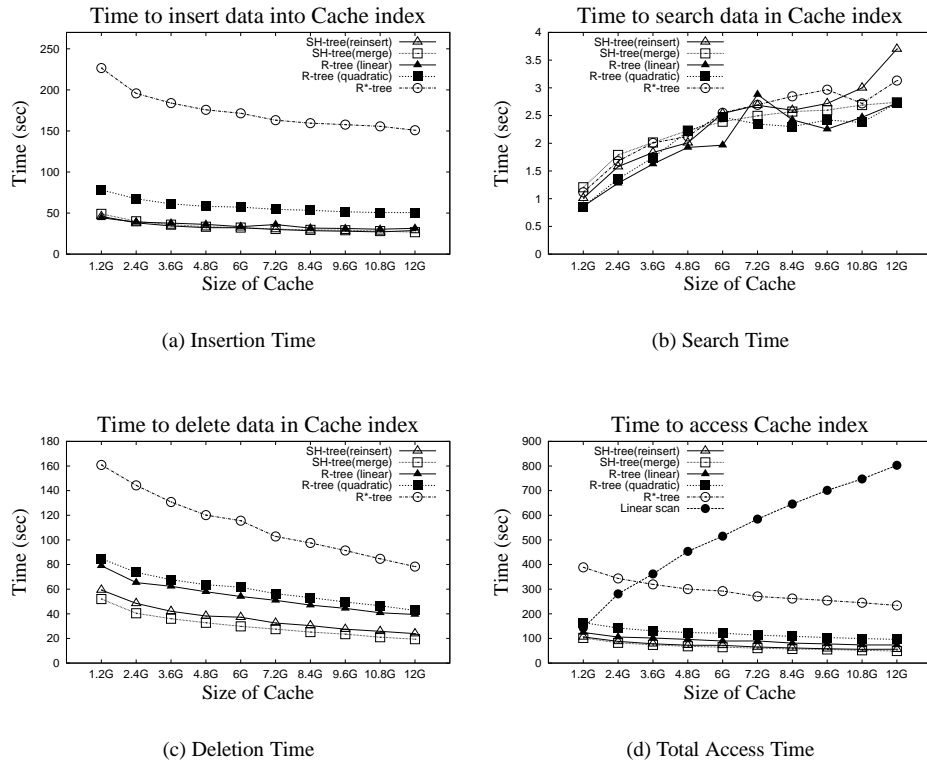 Time to insert data into Cache index
Time (sec)
250
200
150
100
50
0
SH-tree(reinsert)
SH-tree(merge)
R-tree (linear)
R-tree (quadratic)
R*-tree
1.2G 2.4G 3.6G 4.8G 6G 7.2G 8.4G 9.6G 10.8G 12G
Size of Cache
(a) Insertion Time
Time to search data in Cache index
Time (sec)
4
3.5
3
2.5
2
1.5
1
0.5
0
SH-tree(reinsert)
SH-tree(merge)
R-tree (linear)
R-tree (quadratic)
R*-tree
1.2G 2.4G 3.6G 4.8G 6G 7.2G 8.4G 9.6G 10.8G 12G
Size of Cache
(b) Search Time
Time to delete data in Cache index
Time (sec)
180
160
140
120
100
80
60
40
20
0
SH-tree(reinsert)
SH-tree(merge)
R-tree (linear)
R-tree (quadratic)
R*-tree
1.2G 2.4G 3.6G 4.8G 6G 7.2G 8.4G 9.6G 10.8G 12G
Size of Cache
(c) Deletion Time
Time to access Cache index
Time (sec)
900
800
700
600
500
400
300
200
100
0
SH-tree(reinsert)
SH-tree(merge)
R-tree (linear)
R-tree (quadratic)
R*-tree
Linear scan
1.2G 2.4G 3.6G 4.8G 6G 7.2G 8.4G 9.6G 10.8G 12G
Size of Cache
(d) Total Access Time